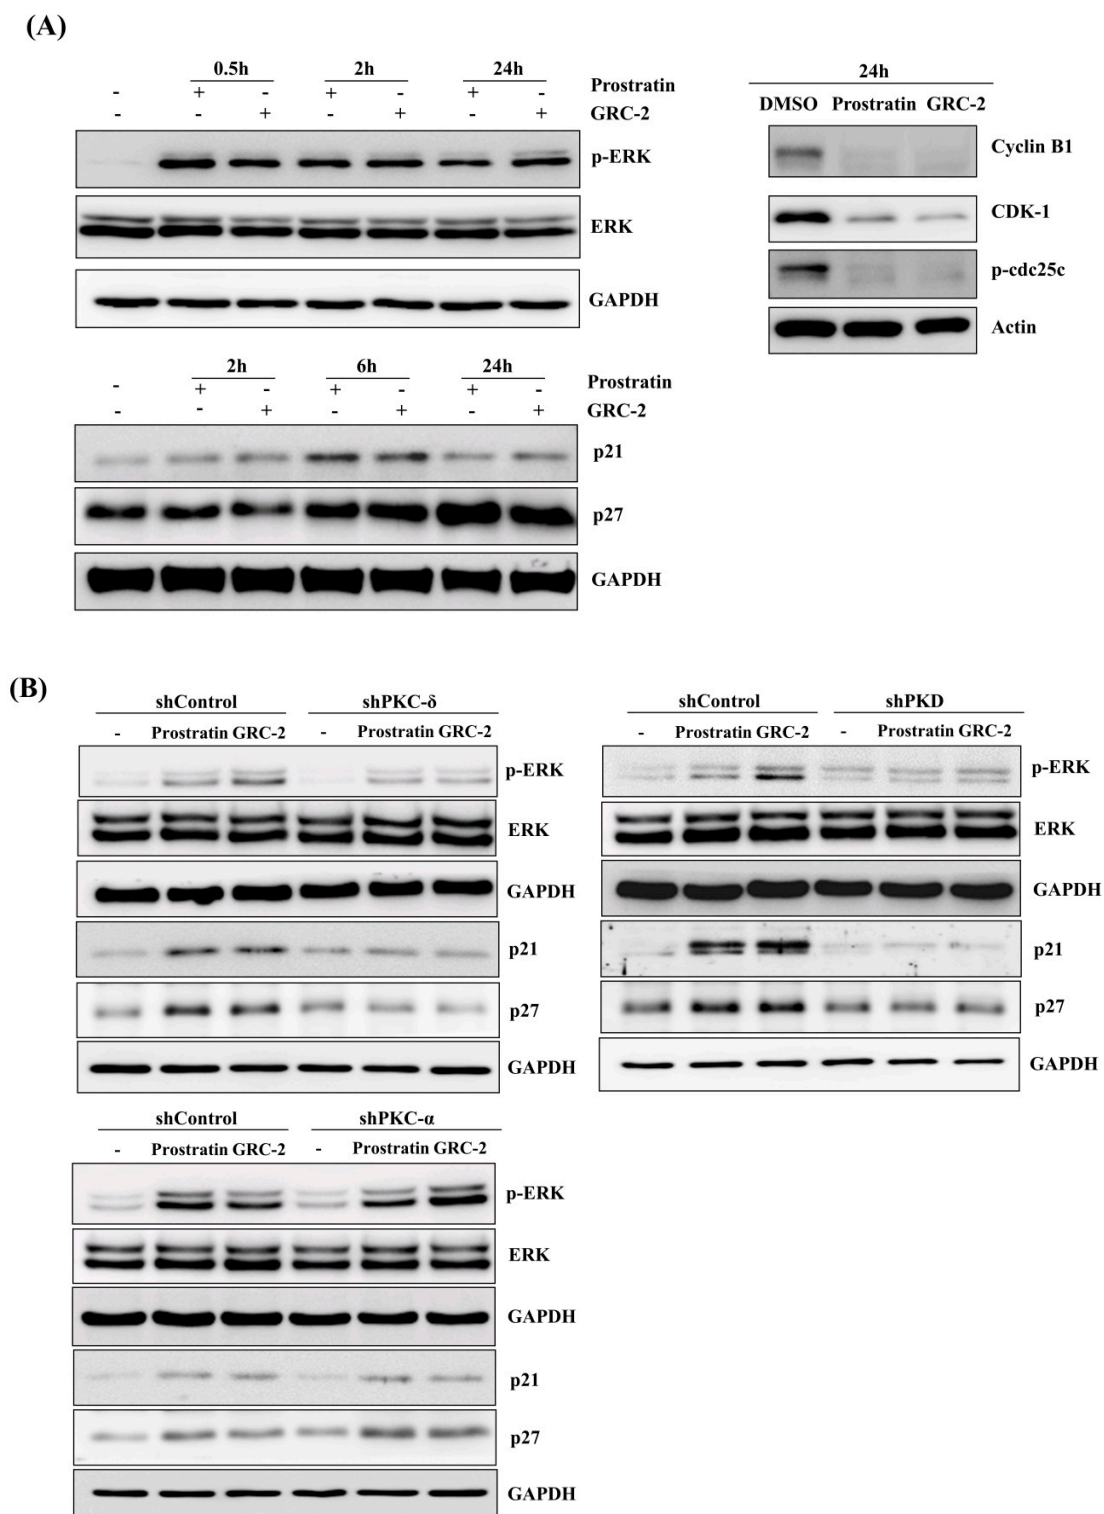 (A)
0.5h 2h 24h
- + - + - + - Prostratin
- - + - + - + GRC-2
p-ERK
ERK
GAPDH
24h
DMSO Prostratin GRC-2
Cyclin B1
CDK-1
p-cdc25c
Actin
2h 6h 24h
- + - + - + - Prostratin
- - + - + - + GRC-2
p21
p27
GAPDH
(B)
shControl shPKC-δ
- Prostratin GRC-2 - Prostratin GRC-2
p-ERK
ERK
GAPDH
p21
p27
GAPDH
shControl shPKD
- Prostratin GRC-2 - Prostratin GRC-2
p-ERK
ERK
GAPDH
p21
p27
GAPDH
shControl shPKC-α
- Prostratin GRC-2 - Prostratin GRC-2
p-ERK
ERK
GAPDH
p21
p27
GAPDH